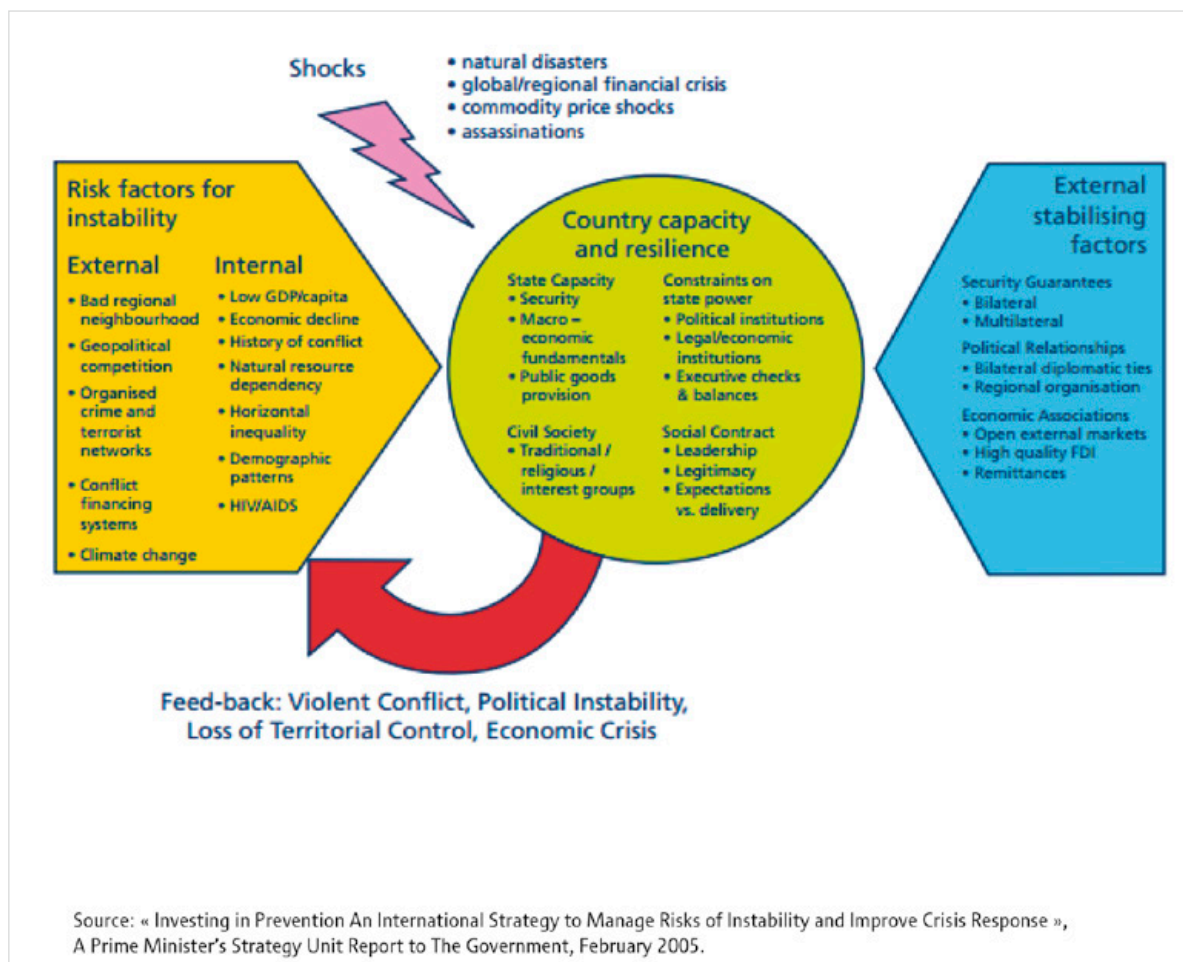 Shocks
• natural disasters
• global/regional financial crisis
• commodity price shocks
• assassinations
Risk factors for
instability
External
• Bad regional
neighbourhood
• Geopolitical
competition
• Organised
crime and
terrorist
networks
• Conflict
financing
systems
• Climate change
Internal
• Low GDP/capita
• Economic decline
• History of conflict
• Natural resource
dependency
• Horizontal
inequality
• Demographic
patterns
• HIV/AIDS
Country capacity
and resilience
State Capacity
• Security
• Macro –
economic
fundamentals
• Public goods
provision
Constraints on
state power
• Political institutions
• Legal/economic
institutions
• Executive checks
& balances
Civil Society
• Traditional /
religious /
interest groups
Social Contract
• Leadership
• Legitimacy
• Expectations
vs. delivery
External
stabilising
factors
Security Guarantees
• Bilateral
• Multilateral
Political Relationships
• Bilateral diplomatic ties
• Regional organisation
Economic Associations
• Open external markets
• High quality FDI
• Remittances
Feed-back: Violent Conflict, Political Instability,
Loss of Territorial Control, Economic Crisis
Source: « Investing in Prevention An International Strategy to Manage Risks of Instability and Improve Crisis Response »,
A Prime Minister's Strategy Unit Report to The Government, February 2005.